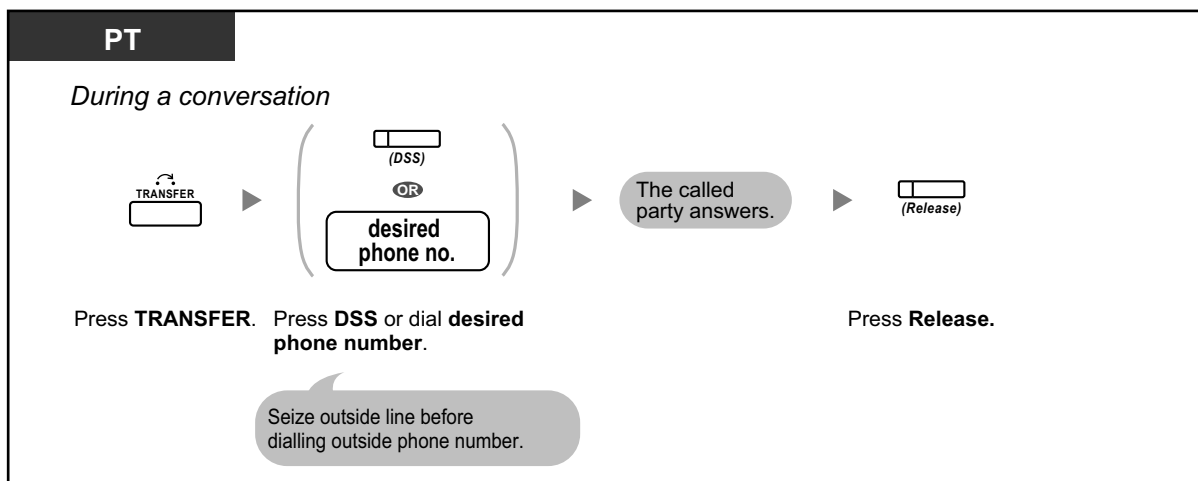 PT
During a conversation
TRANSFER
(DSS)
OR
desired
phone no.
The called
party answers.
(Release)
Press TRANSFER.
Press DSS or dial desired
phone number.
Press Release.
Seize outside line before
dialling outside phone number.